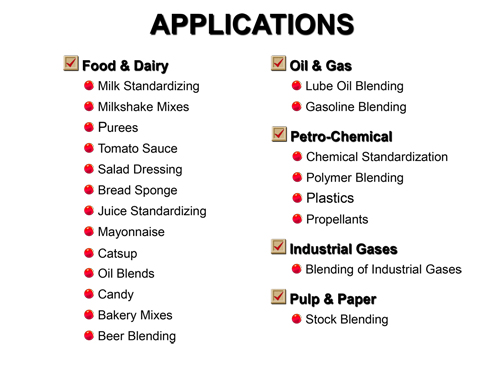 APPLICATIONS
Food & Dairy
Milk Standardizing
Milkshake Mixes
Purees
Tomato Sauce
Salad Dressing
Bread Sponge
Juice Standardizing
Mayonnaise
Catsup
Oil Blends
Candy
Bakery Mixes
Beer Blending
Oil & Gas
Lube Oil Blending
Gasoline Blending
Petro-Chemical
Chemical Standardization
Polymer Blending
Plastics
Propellants
Industrial Gases
Blending of Industrial Gases
Pulp & Paper
Stock Blending